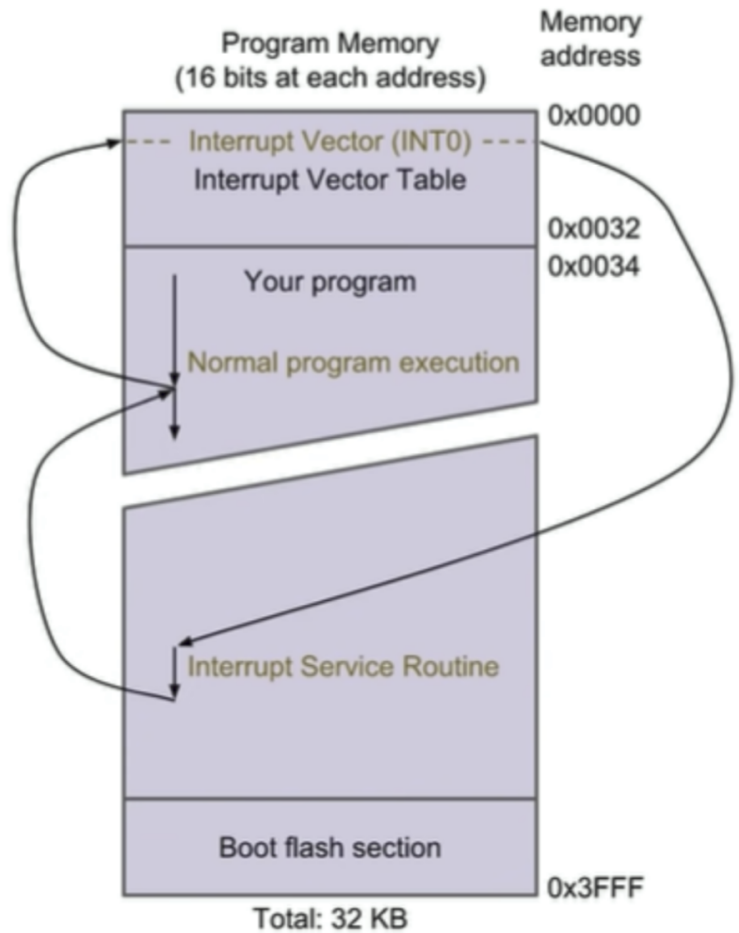 Program Memory
(16 bits at each address)
Memory
address
0x0000
Interrupt Vector (INT0)
Interrupt Vector Table
0x0032
0x0034
Your program
Normal program execution
Interrupt Service Routine
Boot flash section
0x3FFF
Total: 32 KB